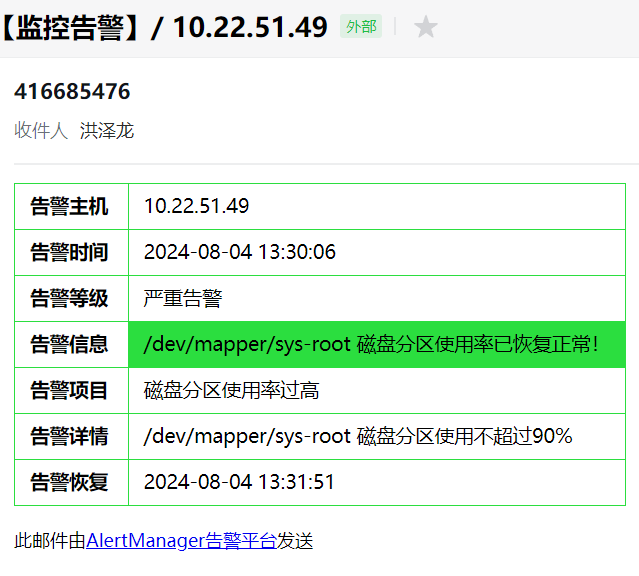 【监控告警】/ 10.22.51.49 外部
416685476
收件人 洪泽龙
告警主机 10.22.51.49
告警时间 2024-08-04 13:30:06
告警等级 严重告警
告警信息 /dev/mapper/sys-root 磁盘分区使用率已恢复正常！
告警项目 磁盘分区使用率过高
告警详情 /dev/mapper/sys-root 磁盘分区使用不超过90%
告警恢复 2024-08-04 13:31:51
此邮件由AlertManager告警平台发送